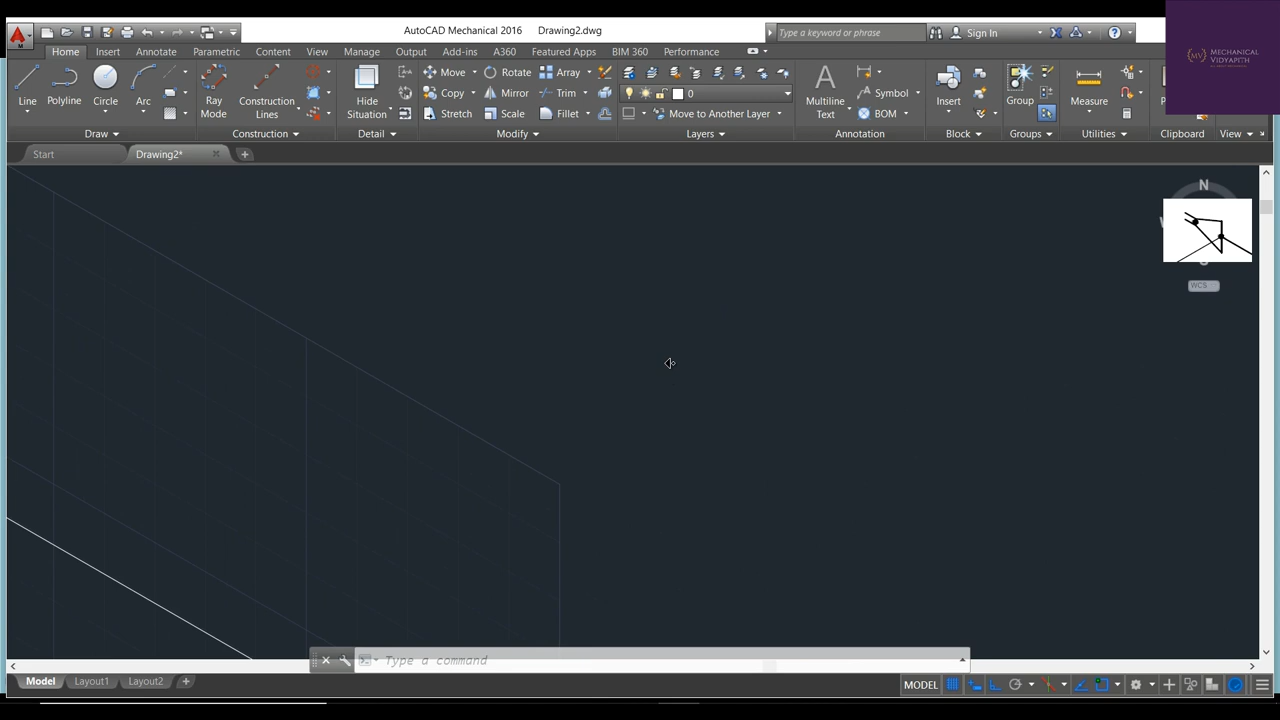 AutoCAD Mechanical 2016 Drawing2.dwg
Type a keyword or phrase
Sign In
MECHANICAL
VIDYAPITH
Home Insert Annotate Parametric Content View Manage Output Add-ins A360 Featured Apps BIM 360 Performance
M
Line
Polyline
Circle
Arc
Ray
Mode
Construction
Lines
Hide
Situation
Move Rotate Array
Copy Mirror Trim
Stretch Scale Fillet
0
Move to Another Layer
Multiline
Text
Symbol
BOM
Insert
Group
Measure
Draw Construction Detail Modify Layers Annotation Block Groups Utilities Clipboard View
Start Drawing2*
N
WCS
Type a command
Model Layout1 Layout2
MODEL